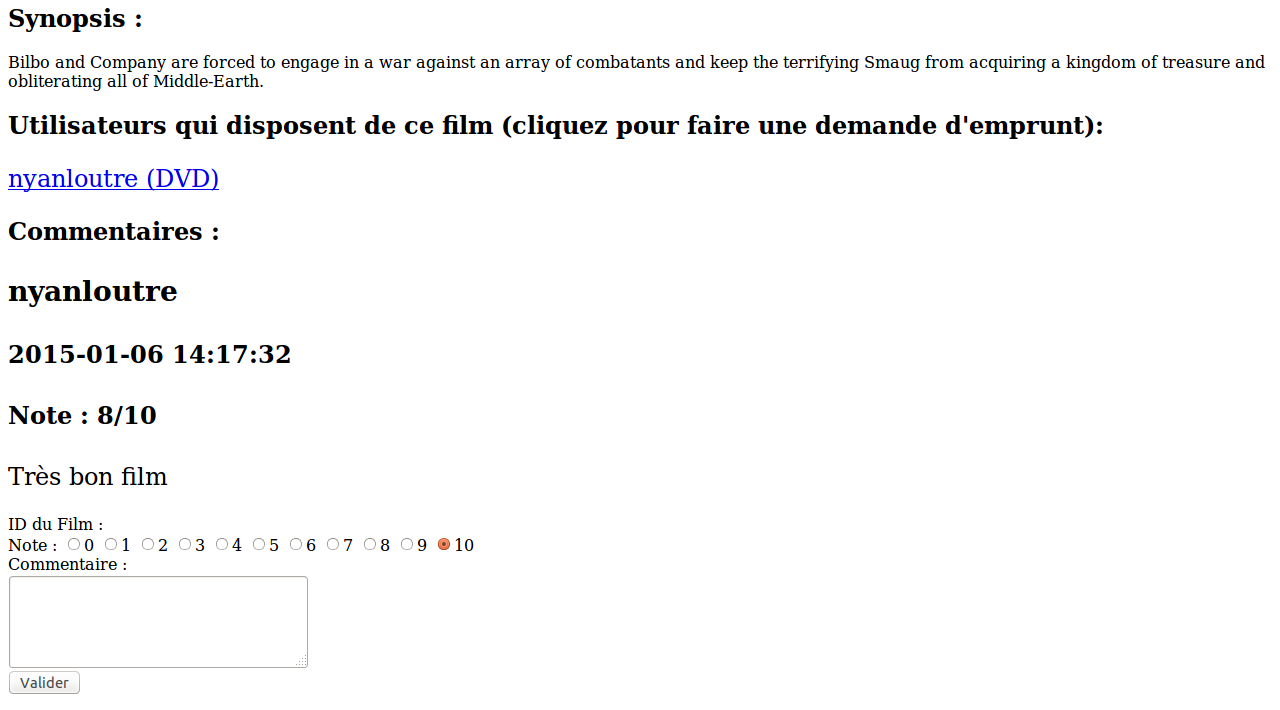 Synopsis :
Bilbo and Company are forced to engage in a war against an array of combatants and keep the terrifying Smaug from acquiring a kingdom of treasure and
obliterating all of Middle-Earth.
Utilisateurs qui disposent de ce film (cliquez pour faire une demande d'emprunt):
nyanloutre (DVD)
Commentaires :
nyanloutre
2015-01-06 14:17:32
Note : 8/10
Très bon film
ID du Film :
Note : 0 1 2 3 4 5 6 7 8 9 10
Commentaire :
Valider